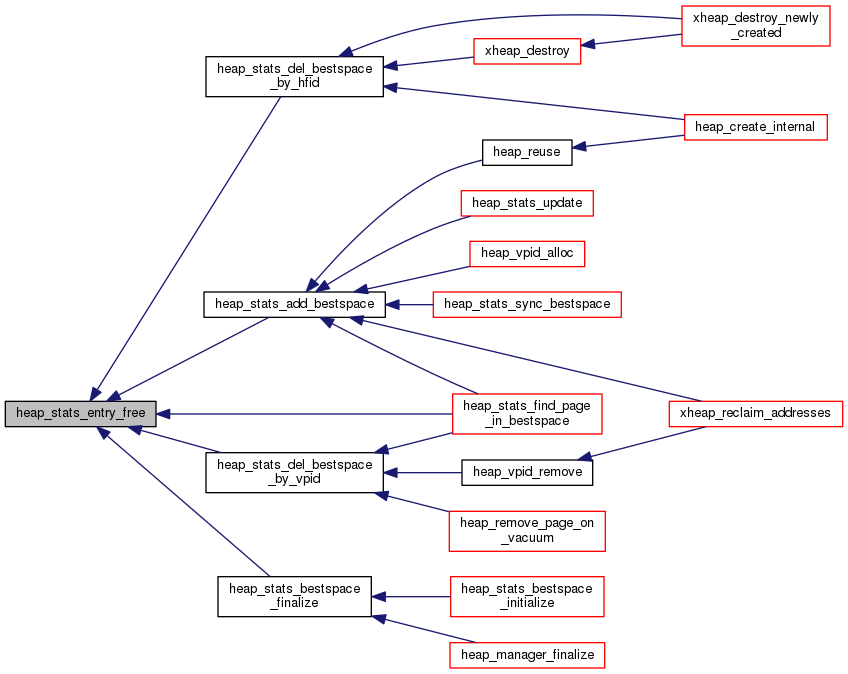 xheap_destroy_newly
_created
heap_stats_del_bestspace
_by_hfid
xheap_destroy
heap_create_internal
heap_reuse
heap_stats_update
heap_vpid_alloc
heap_stats_add_bestspace
heap_stats_sync_bestspace
heap_stats_entry_free
heap_stats_find_page
_in_bestspace
xheap_reclaim_addresses
heap_stats_del_bestspace
_by_vpid
heap_vpid_remove
heap_remove_page_on
_vacuum
heap_stats_bestspace
_finalize
heap_stats_bestspace
_initialize
heap_manager_finalize